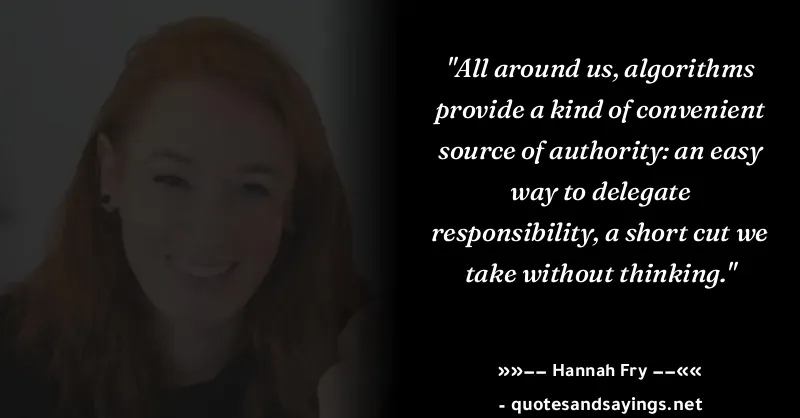 "All around us, algorithms
provide a kind of convenient
source of authority: an easy
way to delegate
responsibility, a short cut we
take without thinking."
»»−− Hannah Fry −−««
- quotesandsayings.net